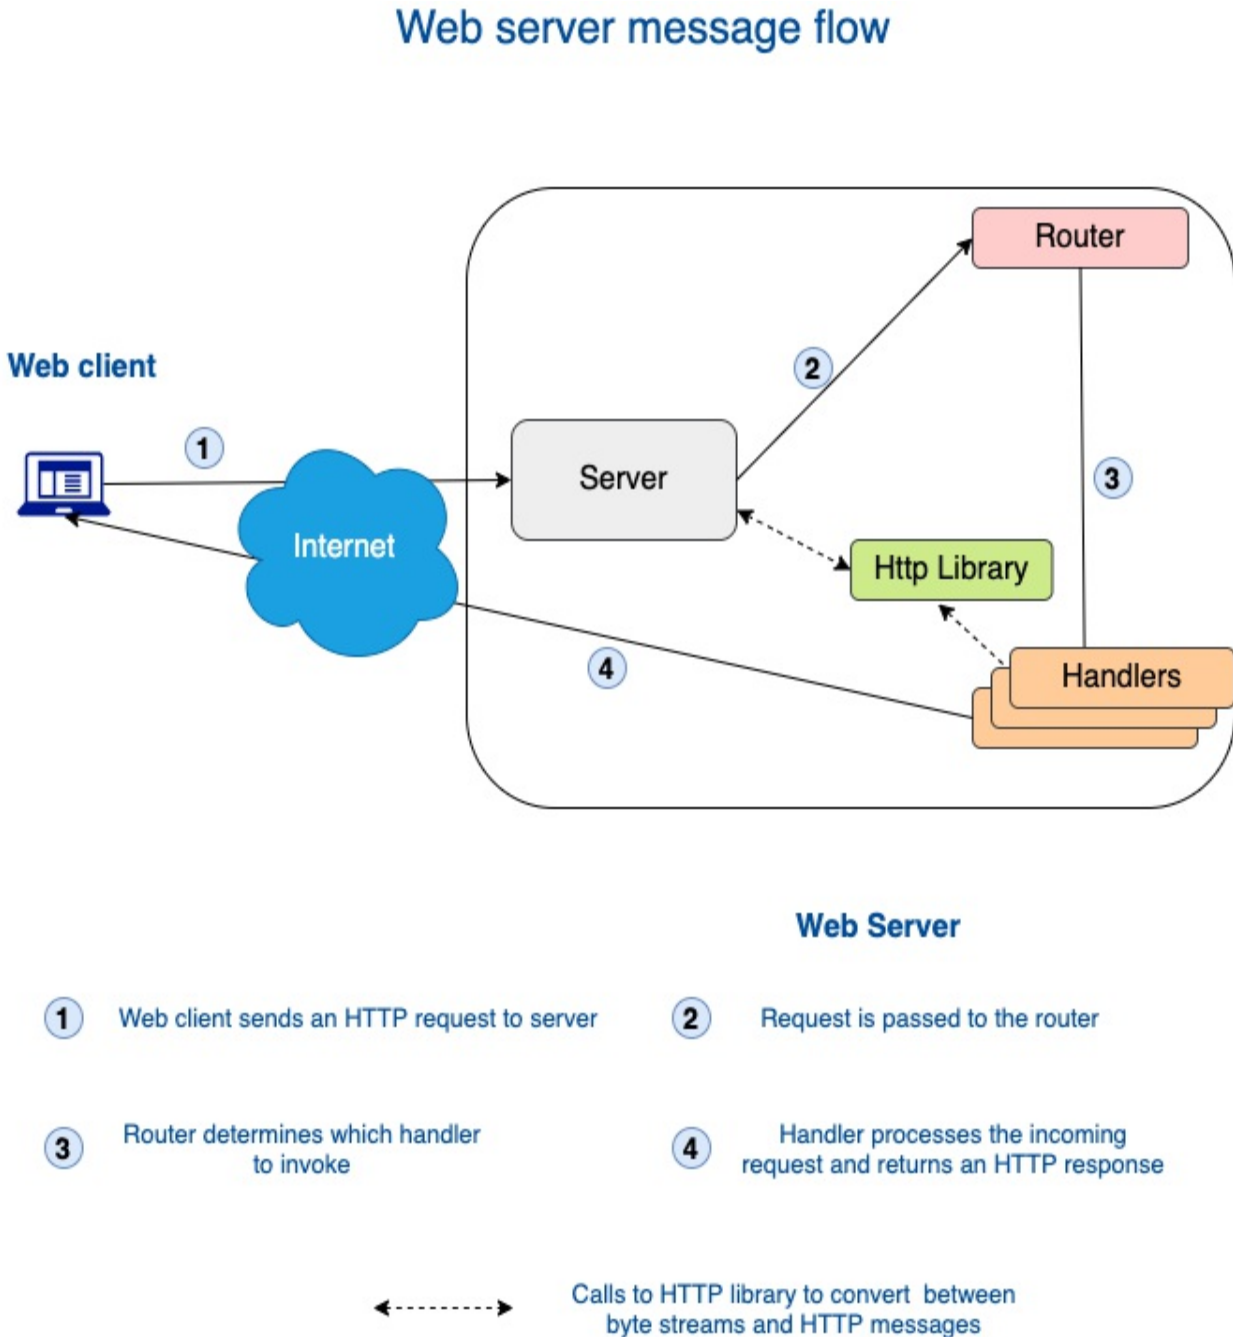 Web server message flow
Router
2
Web client
1
Server
3
Internet
Http Library
4
Handlers
Web Server
1 Web client sends an HTTP request to server
2 Request is passed to the router
3 Router determines which handler
to invoke
4 Handler processes the incoming
request and returns an HTTP response
Calls to HTTP library to convert between
byte streams and HTTP messages